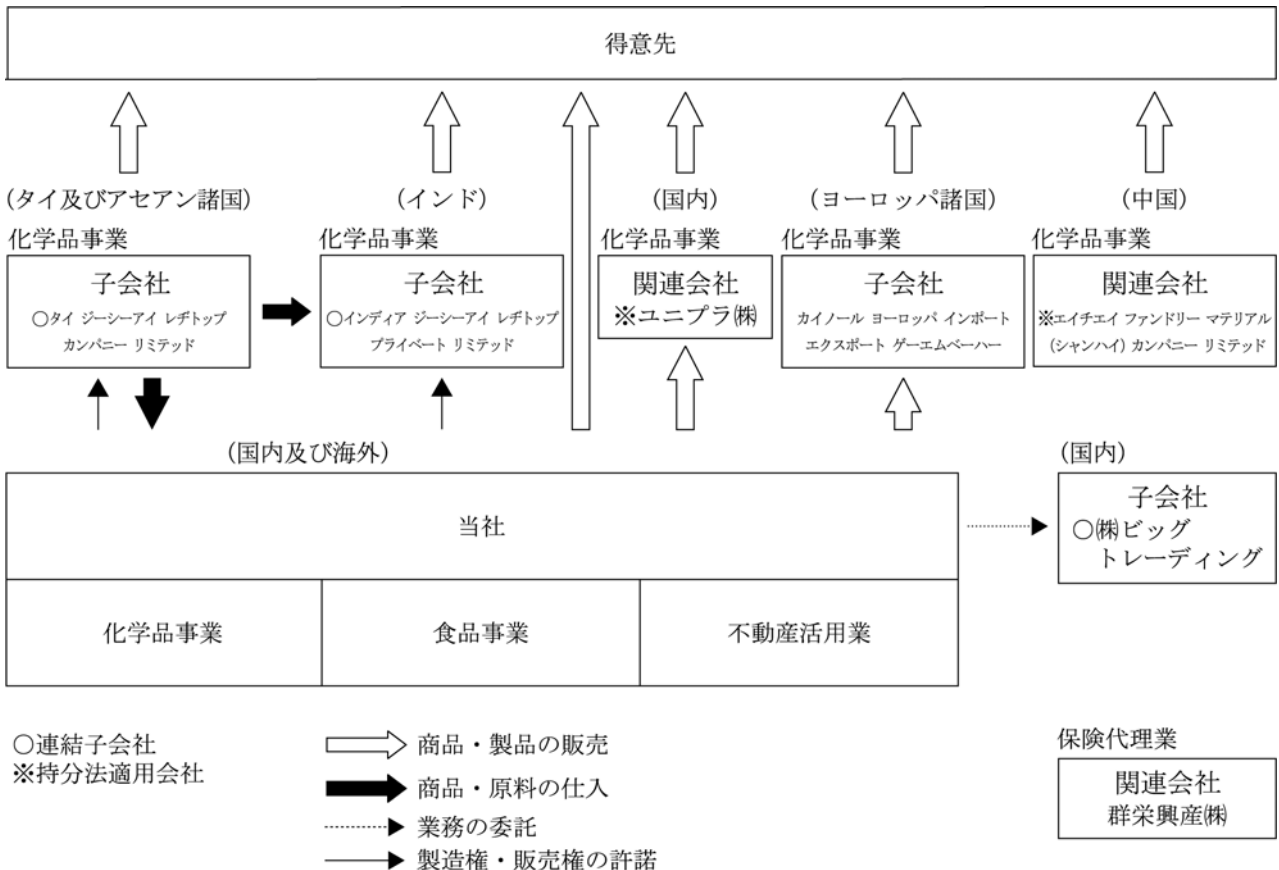 得意先
(タイ及びアセアン諸国)
(インド)
(国内)
(ヨーロッパ諸国)
(中国)
化学品事業
化学品事業
化学品事業
化学品事業
化学品事業
子会社
○タイ ジーシーアイ レヂトップ
カンパニー リミテッド
子会社
○インディア ジーシーアイ レヂトップ
プライベート リミテッド
関連会社
※ユニプラ㈱
子会社
カイノール ヨーロッパ インポート
エクスポート ゲーエムベーハー
関連会社
※エイチエイ ファンドリー マテリアル
(シャンハイ) カンパニー リミテッド
(国内及び海外)
当社
化学品事業
食品事業
不動産活用業
(国内)
子会社
○㈱ビッグ
トレーディング
○連結子会社
※持分法適用会社
商品・製品の販売
商品・原料の仕入
業務の委託
製造権・販売権の許諾
保険代理業
関連会社
群栄興産㈱